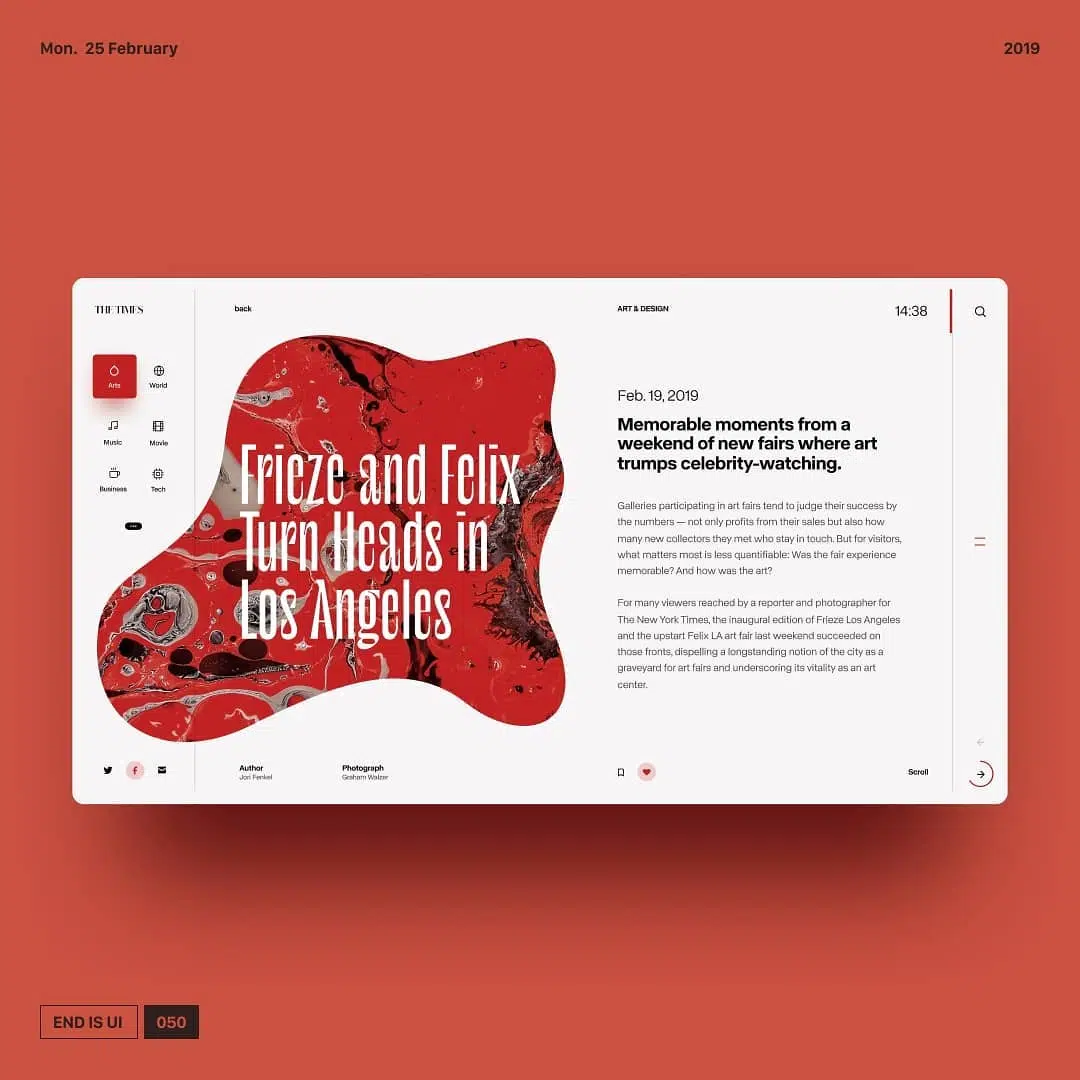 Mon. 25 February
2019
THE TIMES
back
ART & DESIGN
14:38
Arts
World
Music
Movie
Business
Tech
Frieze and Felix
Turn Heads in
Los Angeles
Feb. 19, 2019
Memorable moments from a
weekend of new fairs where art
trumps celebrity-watching.
Galleries participating in art fairs tend to judge their success by
the numbers — not only profits from their sales but also how
many new collectors they met who stay in touch. But for visitors,
what matters most is less quantifiable: Was the fair experience
memorable? And how was the art?
For many viewers reached by a reporter and photographer for
The New York Times, the inaugural edition of Frieze Los Angeles
and the upstart Felix LA art fair last weekend succeeded on
those fronts, dispelling a longstanding notion of the city as a
graveyard for art fairs and underscoring its vitality as an art
center.
Author
Jori Fenkel
Photograph
Graham Walzer
Scroll
END IS UI
050